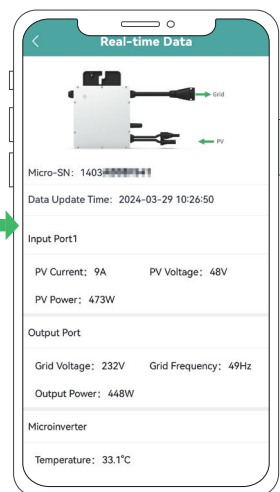 Real-time Data
Grid
PV
Micro-SN: 1403
Data Update Time: 2024-03-29 10:26:50
Input Port1
PV Current: 9A PV Voltage: 48V
PV Power: 473W
Output Port
Grid Voltage: 232V Grid Frequency: 49Hz
Output Power: 448W
Microinverter
Temperature: 33.1°C